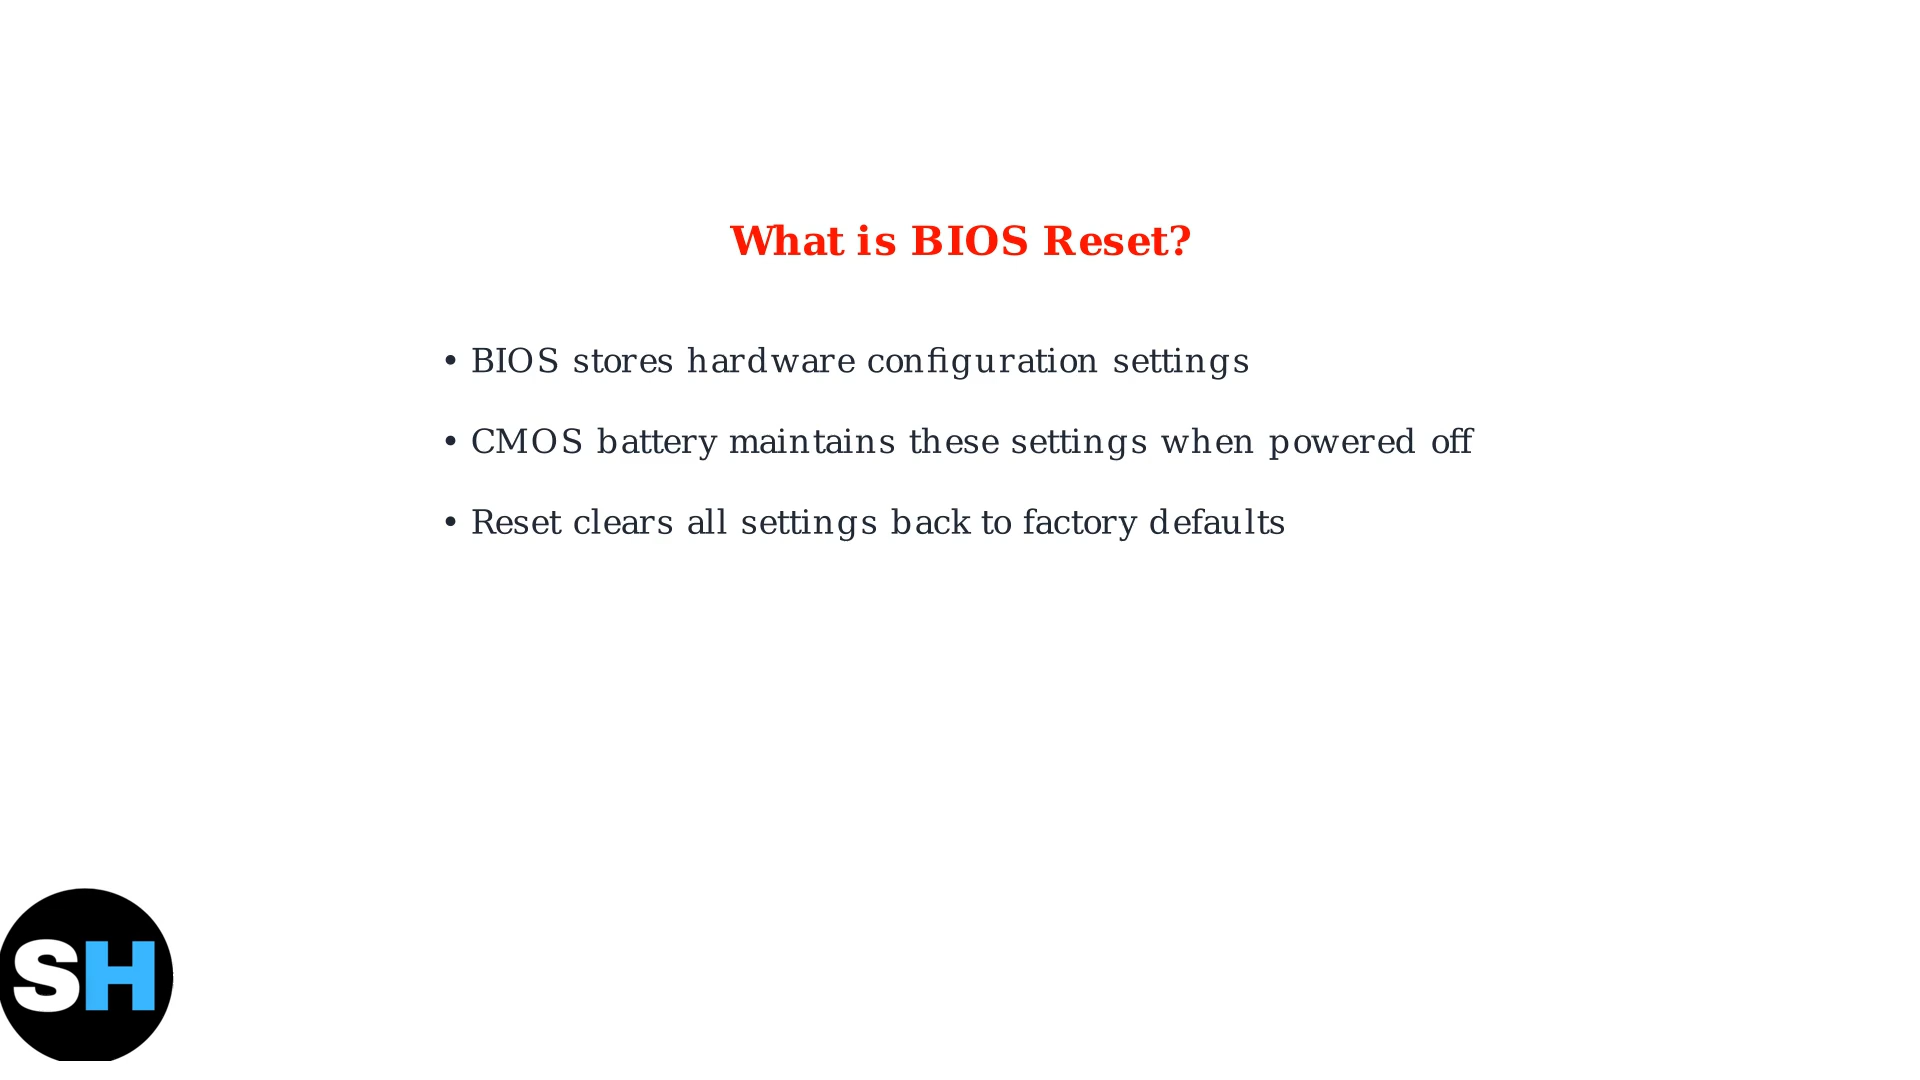 What is BIOS Reset?
• BIOS stores hardware configuration settings
• CMOS battery maintains these settings when powered off
• Reset clears all settings back to factory defaults
SH